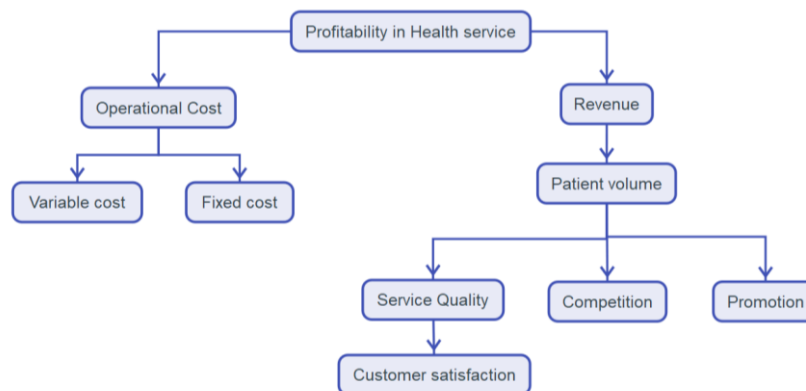 Profitability in Health service
Operational Cost
Revenue
Variable cost
Fixed cost
Patient volume
Service Quality
Competition
Promotion
Customer satisfaction